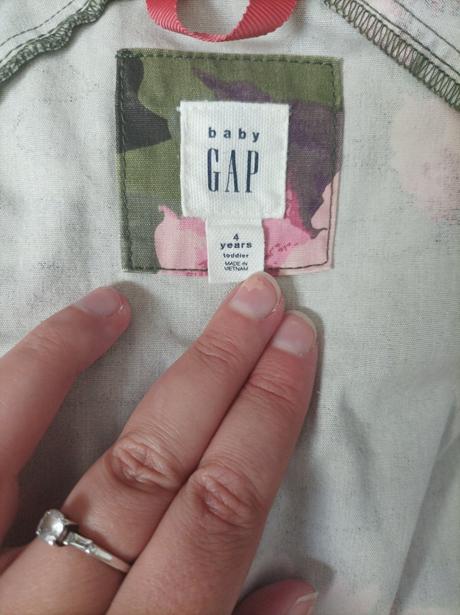 baby
GAP
4
years
toddler
MADE IN
VIETNAM